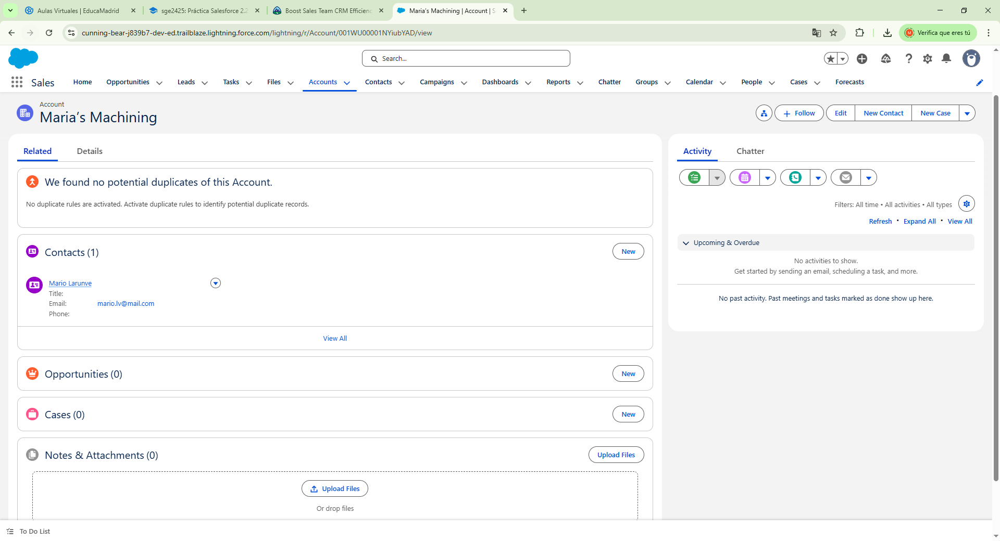 Aulas Virtuales | EducaMadrid
sge2425: Práctica Salesforce 2.2
Boost Sales Team CRM Efficienc
Maria's Machining | Account | S
cunning-bear-j839b7-dev-ed.trailblaze.lightning.force.com/lightning/r/Account/001WU00001NYiubYAD/view
M
Verifica que eres tú
Search...
Sales
Home
Opportunities
Leads
Tasks
Files
Accounts
Contacts
Campaigns
Dashboards
Reports
Chatter
Groups
Calendar
People
Cases
Forecasts
Account
Maria's Machining
Follow
Edit
New Contact
New Case
Related
Details
We found no potential duplicates of this Account.
No duplicate rules are activated. Activate duplicate rules to identify potential duplicate records.
Contacts (1)
New
Mario Larunve
Title:
Email: mario.lv@mail.com
Phone:
View All
Opportunities (0)
New
Cases (0)
New
Notes & Attachments (0)
Upload Files
Upload Files
Or drop files
Activity
Chatter
Filters: All time • All activities • All types
Refresh • Expand All • View All
Upcoming & Overdue
No activities to show.
Get started by sending an email, scheduling a task, and more.
No past activity. Past meetings and tasks marked as done show up here.
To Do List